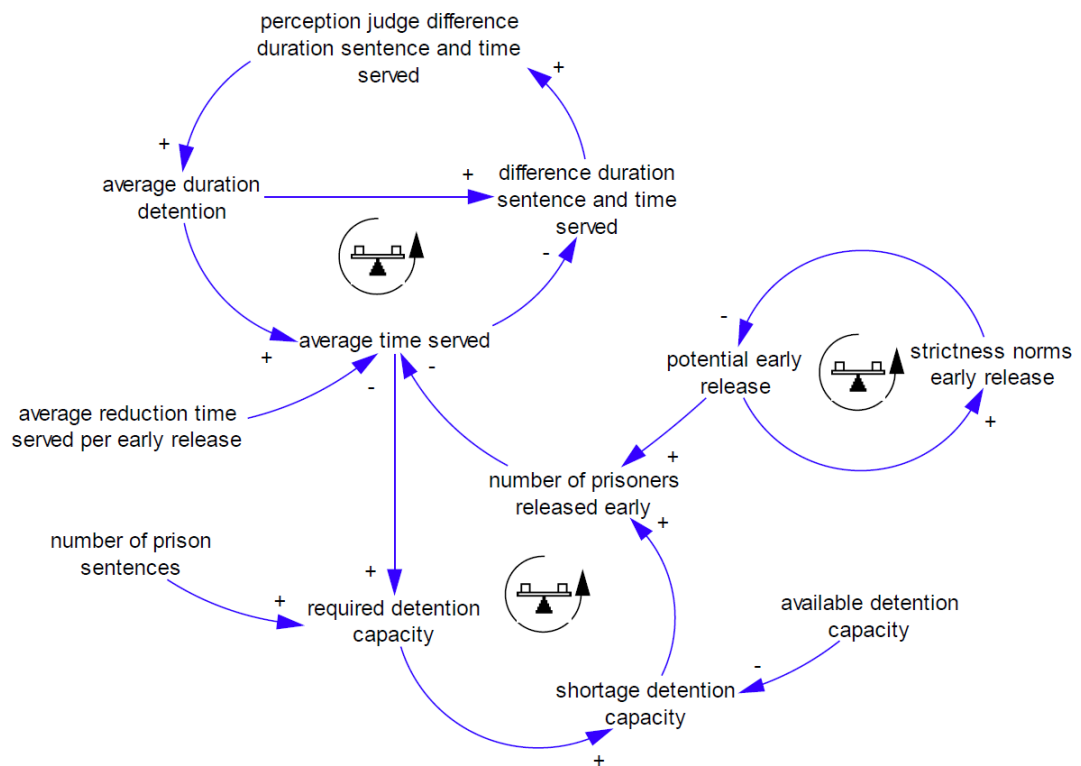 perception judge difference
duration sentence and time
served
+
+
average duration
detention
+
difference duration
sentence and time
served
-
+
average time served
-
-
-
potential early
release
strictness norms
early release
+
average reduction time
served per early release
+
number of prisoners
released early
+
number of prison
sentences
+
+
required detention
capacity
available detention
capacity
-
shortage detention
capacity
+